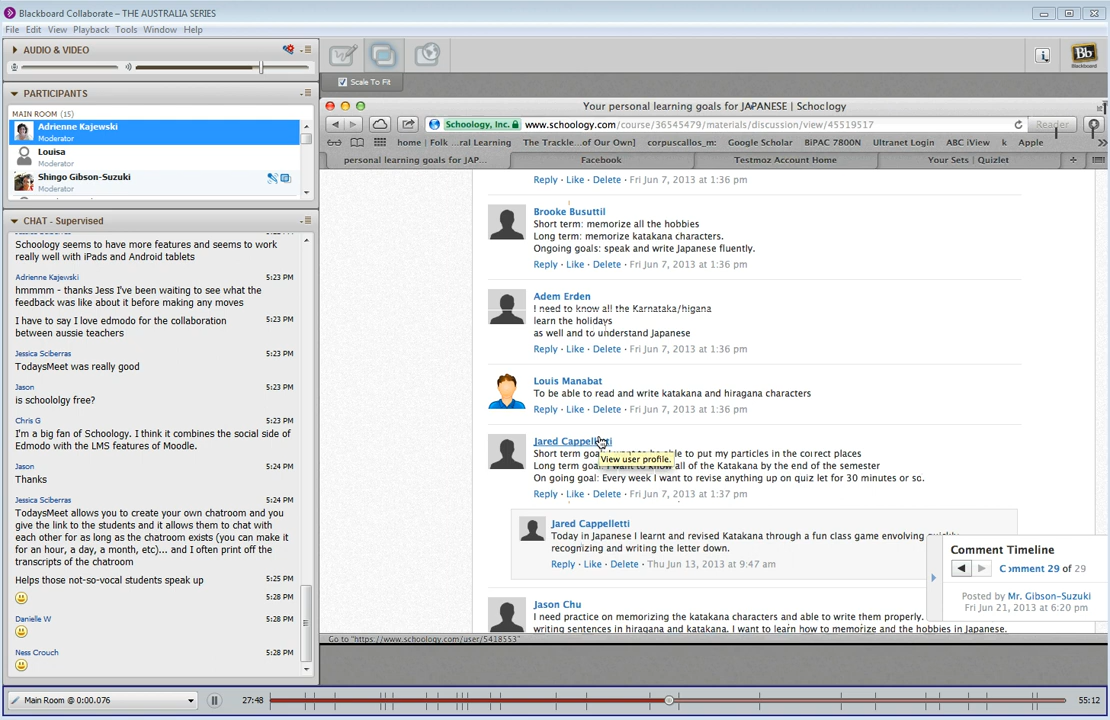 Blackboard Collaborate – THE AUSTRALIA SERIES
File Edit View Playback Tools Window Help
AUDIO & VIDEO
PARTICIPANTS
MAIN ROOM (15)
Adrienne Kajewski
Moderator
Louisa
Moderator
Shingo Gibson-Suzuki
Moderator
CHAT - Supervised
Schoology seems to have more features and seems to work
really well with iPads and Android tablets
Adrienne Kajewski 5:23 PM
hmmmm - thanks Jess I've been waiting to see what the
feedback was like about it before making any moves
I have to say I love edmodo for the collaboration 5:23 PM
between aussie teachers
Jessica Sciberras 5:23 PM
TodaysMeet was really good
Jason 5:23 PM
is schoololgy free?
Chris G 5:23 PM
I'm a big fan of Schoology. I think it combines the social side of
Edmodo with the LMS features of Moodle.
Jason 5:24 PM
Thanks
Jessica Sciberras 5:24 PM
TodaysMeet allows you to create your own chatroom and you
give the link to the students and it allows them to chat with
each other for as long as the chatroom exists (you can make it
for an hour, a day, a month, etc)... and I often print off the
transcripts of the chatroom
Helps those not-so-vocal students speak up 5:25 PM
5:28 PM
Danielle W 5:28 PM
Ness Crouch 5:28 PM
Scale To Fit
Bb
Blackboard
Your personal learning goals for JAPANESE | Schoology
Schoology, Inc. www.schoology.com/course/36545479/materials/discussion/view/45519517 Reader
home Folk ...ral Learning The Trackle...of Our Own] corpuscallos_m: Google Scholar BiPAC 7800N Ultranet Login ABC iView k Apple
personal learning goals for JAP... Facebook Testmoz Account Home Your Sets | Quizlet
Reply · Like · Delete · Fri Jun 7, 2013 at 1:36 pm
Brooke Busuttil
Short term: memorize all the hobbies
Long term: memorize katakana characters.
Ongoing goals: speak and write Japanese fluently.
Reply · Like · Delete · Fri Jun 7, 2013 at 1:36 pm
Adem Erden
I need to know all the Karnataka/higana
learn the holidays
as well and to understand Japanese
Reply · Like · Delete · Fri Jun 7, 2013 at 1:36 pm
Louis Manabat
To be able to read and write katakana and hiragana characters
Reply · Like · Delete · Fri Jun 7, 2013 at 1:36 pm
Jared Cappelletti
Short term goal: I want to be able to put my particles in the correct places
View user profile.
Long term goal: I want to know all of the Katakana by the end of the semester
On going goal: Every week I want to revise anything up on quiz let for 30 minutes or so.
Reply · Like · Delete · Fri Jun 7, 2013 at 1:37 pm
Jared Cappelletti
Today in Japanese I learnt and revised Katakana through a fun class game envolving quickly
recognizing and writing the letter down.
Reply · Like · Delete · Thu Jun 13, 2013 at 9:47 am
Jason Chu
I need practice on memorizing the katakana characters and able to write them properly.
writing sentences in hiragana and katakana. I want to learn how to memorize and the hobbies in Japanese.
Comment Timeline
Comment 29 of 29
Posted by Mr. Gibson-Suzuki
Fri Jun 21, 2013 at 6:20 pm
Go to "https://www.schoology.com/user/5418553"
Main Room @ 0:00.076
27:48
55:12